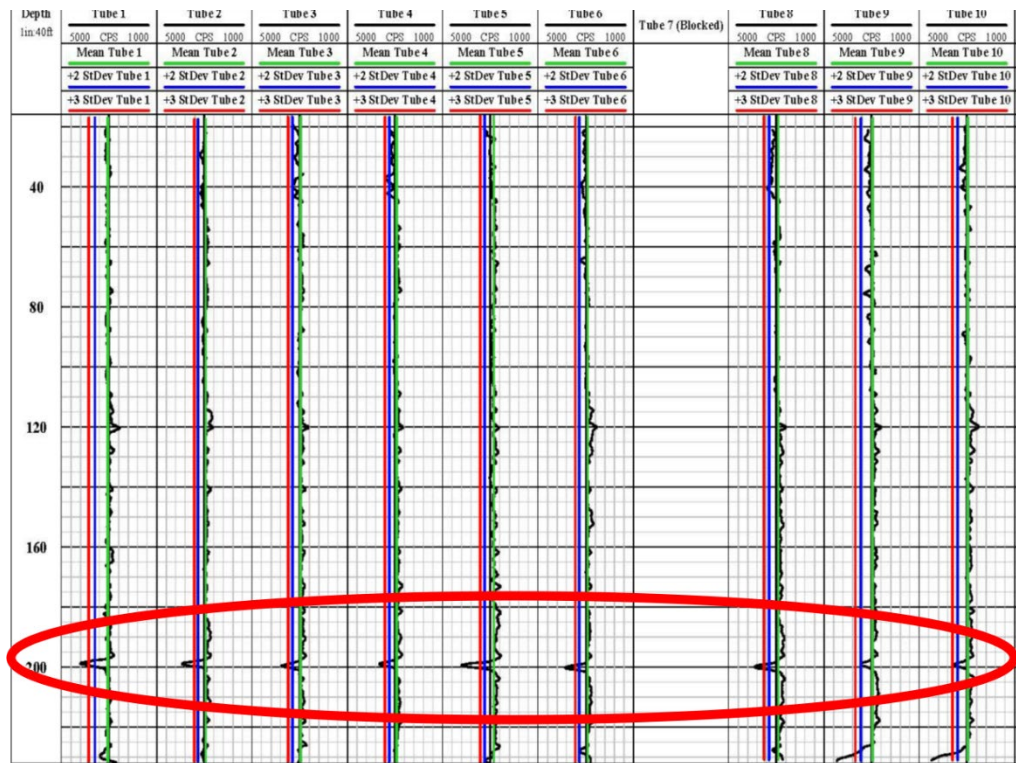 Depth Tube 1 Tube 2 Tube 3 Tube 4 Tube 5 Tube 6 Tube 7 (Blocked) Tube 8 Tube 9 Tube 10
1in:40ft 5000 CPS 1000 5000 CPS 1000 5000 CPS 1000 5000 CPS 1000 5000 CPS 1000 5000 CPS 1000 5000 CPS 1000 5000 CPS 1000 5000 CPS 1000
Mean Tube 1 Mean Tube 2 Mean Tube 3 Mean Tube 4 Mean Tube 5 Mean Tube 6 Mean Tube 8 Mean Tube 9 Mean Tube 10
+2 StDev Tube 1 +2 StDev Tube 2 +2 StDev Tube 3 +2 StDev Tube 4 +2 StDev Tube 5 +2 StDev Tube 6 +2 StDev Tube 8 +2 StDev Tube 9 +2 StDev Tube 10
+3 StDev Tube 1 +3 StDev Tube 2 +3 StDev Tube 3 +3 StDev Tube 4 +3 StDev Tube 5 +3 StDev Tube 6 +3 StDev Tube 8 +3 StDev Tube 9 +3 StDev Tube 10
40
80
120
160
200